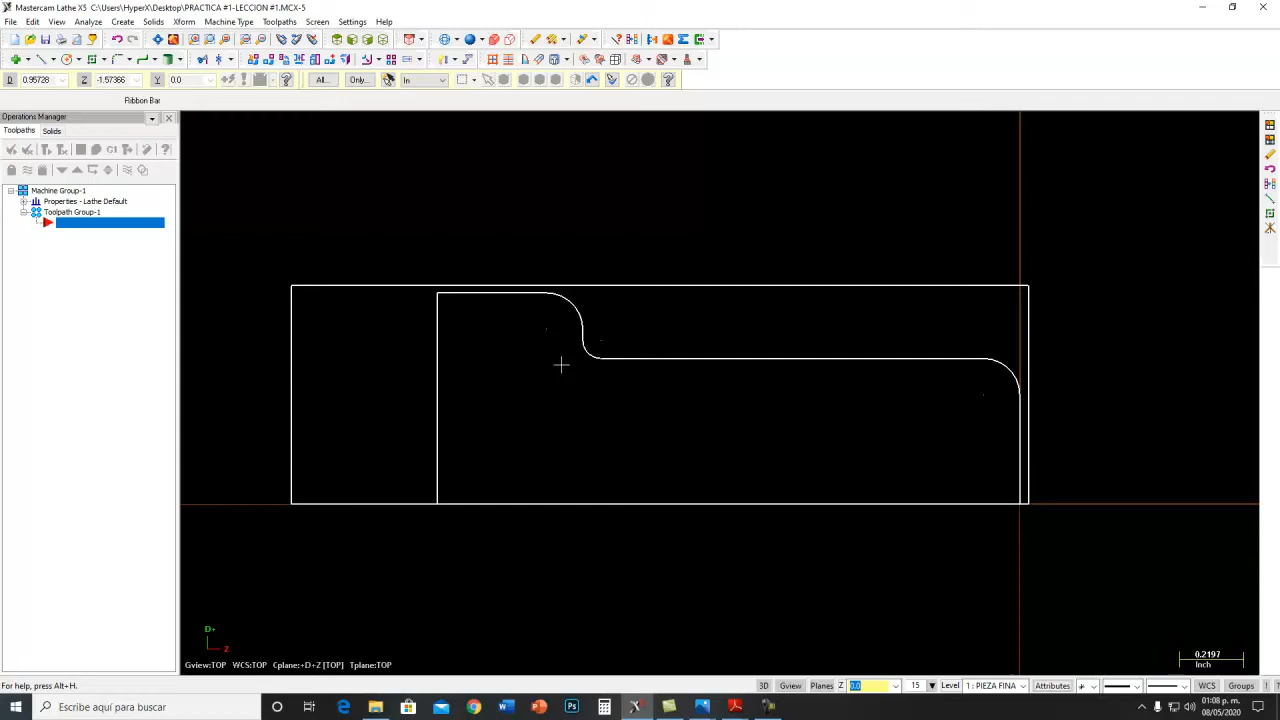 Mastercam Lathe X5 C:\Users\HyperX\Desktop\PRACTICA #1-LECCION #1.MCX-5
File Edit View Analyze Create Solids Xform Machine Type Toolpaths Screen Settings Help
D 0.95728 Z -1.57366 Y 0.0 All... Only... In
Ribbon Bar
Operations Manager
Toolpaths Solids
G1
Machine Group-1
Properties - Lathe Default
Toolpath Group-1
D+
Z
Gview:TOP WCS:TOP Cplane:+D+Z [TOP] Tplane:TOP
0.2197
Inch
For help, press Alt+H.
3D Gview Planes Z 0.0 15 Level 1 : PIEZA FINA Attributes WCS Groups
Escribe aquí para buscar
01:08 p. m.
08/05/2020